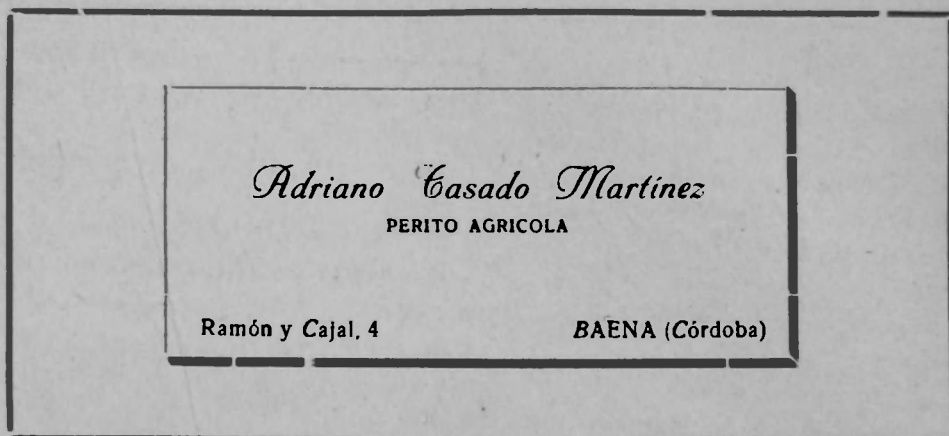 Adriano Casado Martínez
PERITO AGRICOLA
Ramón y Cajal, 4 BAENA (Córdoba)